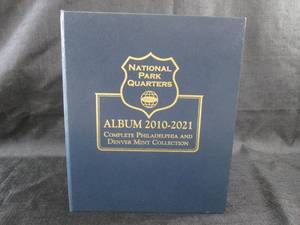 NATIONAL
PARK
QUARTERS
ALBUM 2010-2021
COMPLETE PHILADELPHIA AND
DENVER MINT COLLECTION